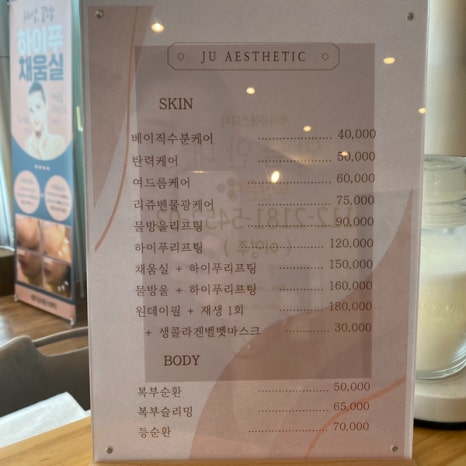 JU AESTHETIC
SKIN
베이직수분케어 40,000
탄력케어 50,000
여드름케어 60,000
리쥬벨물광케어 75,000
물방울리프팅 90,000
하이푸리프팅 120,000
채움실 + 하이푸리프팅 150,000
물방울 + 하이푸리프팅 160,000
원데이필 + 재생 1회 180,000
+ 생콜라겐벨벳마스크 30,000
BODY
복부순환 50,000
복부슬리밍 65,000
등순환 70,000
하이푸
채움실